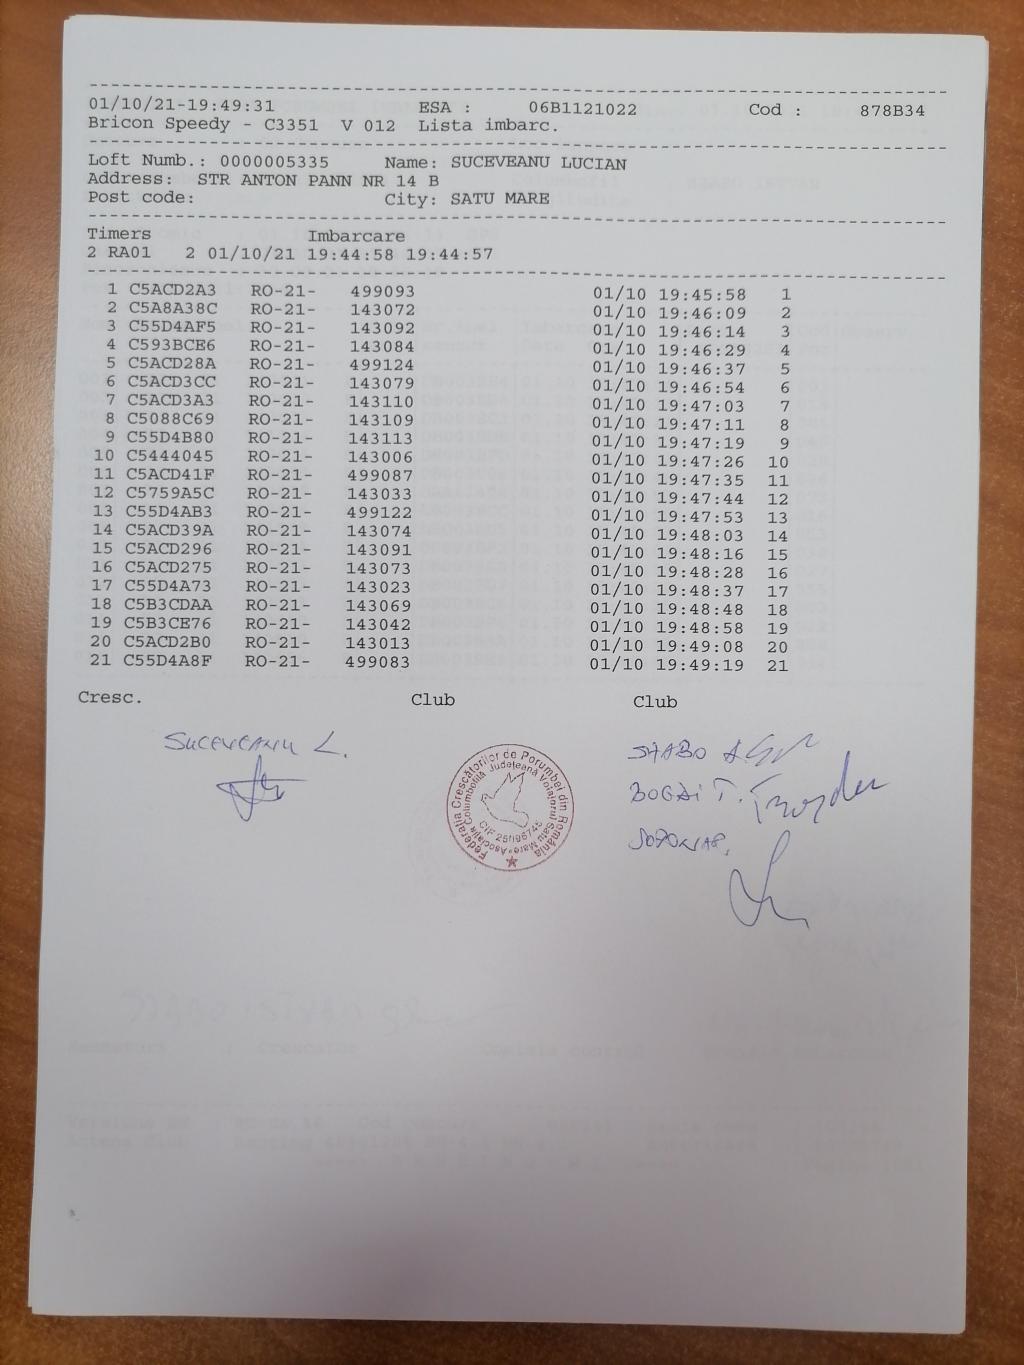 01/10/21-19:49:31 ESA : 06B1121022 Cod : 878B34
Bricon Speedy - C3351 V 012 Lista imbarc.
Loft Numb.: 0000005335 Name: SUCEVEANU LUCIAN
Address: STR ANTON PANN NR 14 B
Post code: City: SATU MARE
Timers Imbarcare
2 RA01 2 01/10/21 19:44:58 19:44:57
1 C5ACD2A3 RO-21- 499093 01/10 19:45:58 1
2 C5A8A38C RO-21- 143072 01/10 19:46:09 2
3 C55D4AF5 RO-21- 143092 01/10 19:46:14 3
4 C593BCE6 RO-21- 143084 01/10 19:46:29 4
5 C5ACD28A RO-21- 499124 01/10 19:46:37 5
6 C5ACD3CC RO-21- 143079 01/10 19:46:54 6
7 C5ACD3A3 RO-21- 143110 01/10 19:47:03 7
8 C5088C69 RO-21- 143109 01/10 19:47:11 8
9 C55D4B80 RO-21- 143113 01/10 19:47:19 9
10 C5444045 RO-21- 143006 01/10 19:47:26 10
11 C5ACD41F RO-21- 499087 01/10 19:47:35 11
12 C5759A5C RO-21- 143033 01/10 19:47:44 12
13 C55D4AB3 RO-21- 499122 01/10 19:47:53 13
14 C5ACD39A RO-21- 143074 01/10 19:48:03 14
15 C5ACD296 RO-21- 143091 01/10 19:48:16 15
16 C5ACD275 RO-21- 143073 01/10 19:48:28 16
17 C55D4A73 RO-21- 143023 01/10 19:48:37 17
18 C5B3CDAA RO-21- 143069 01/10 19:48:48 18
19 C5B3CE76 RO-21- 143042 01/10 19:48:58 19
20 C5ACD2B0 RO-21- 143013 01/10 19:49:08 20
21 C55D4A8F RO-21- 499083 01/10 19:49:19 21
Cresc. Club Club
SUCEVEANU L.
SZABO
BOGDI T.
Federația Crescătorilor de Porumbei din România
Asociația Columbofilă Județeană Voiajorul Satu Mare